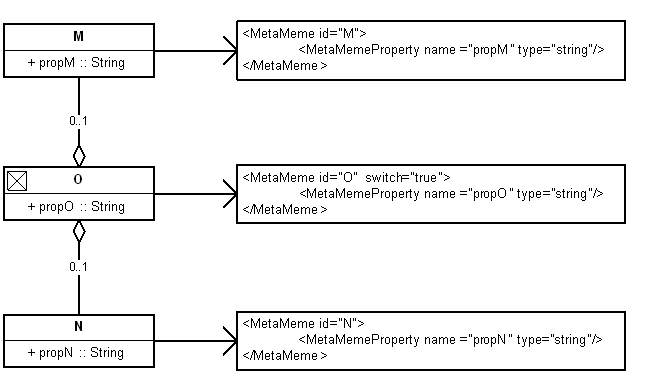 M
+ propM :: String
<MetaMeme id="M">
<MetaMemeProperty name ="propM" type="string"/>
</MetaMeme>
0..1
O
+ propO :: String
<MetaMeme id="O" switch="true">
<MetaMemeProperty name ="propO" type="string"/>
</MetaMeme>
0..1
N
+ propN :: String
<MetaMeme id="N">
<MetaMemeProperty name ="propN" type="string"/>
</MetaMeme>